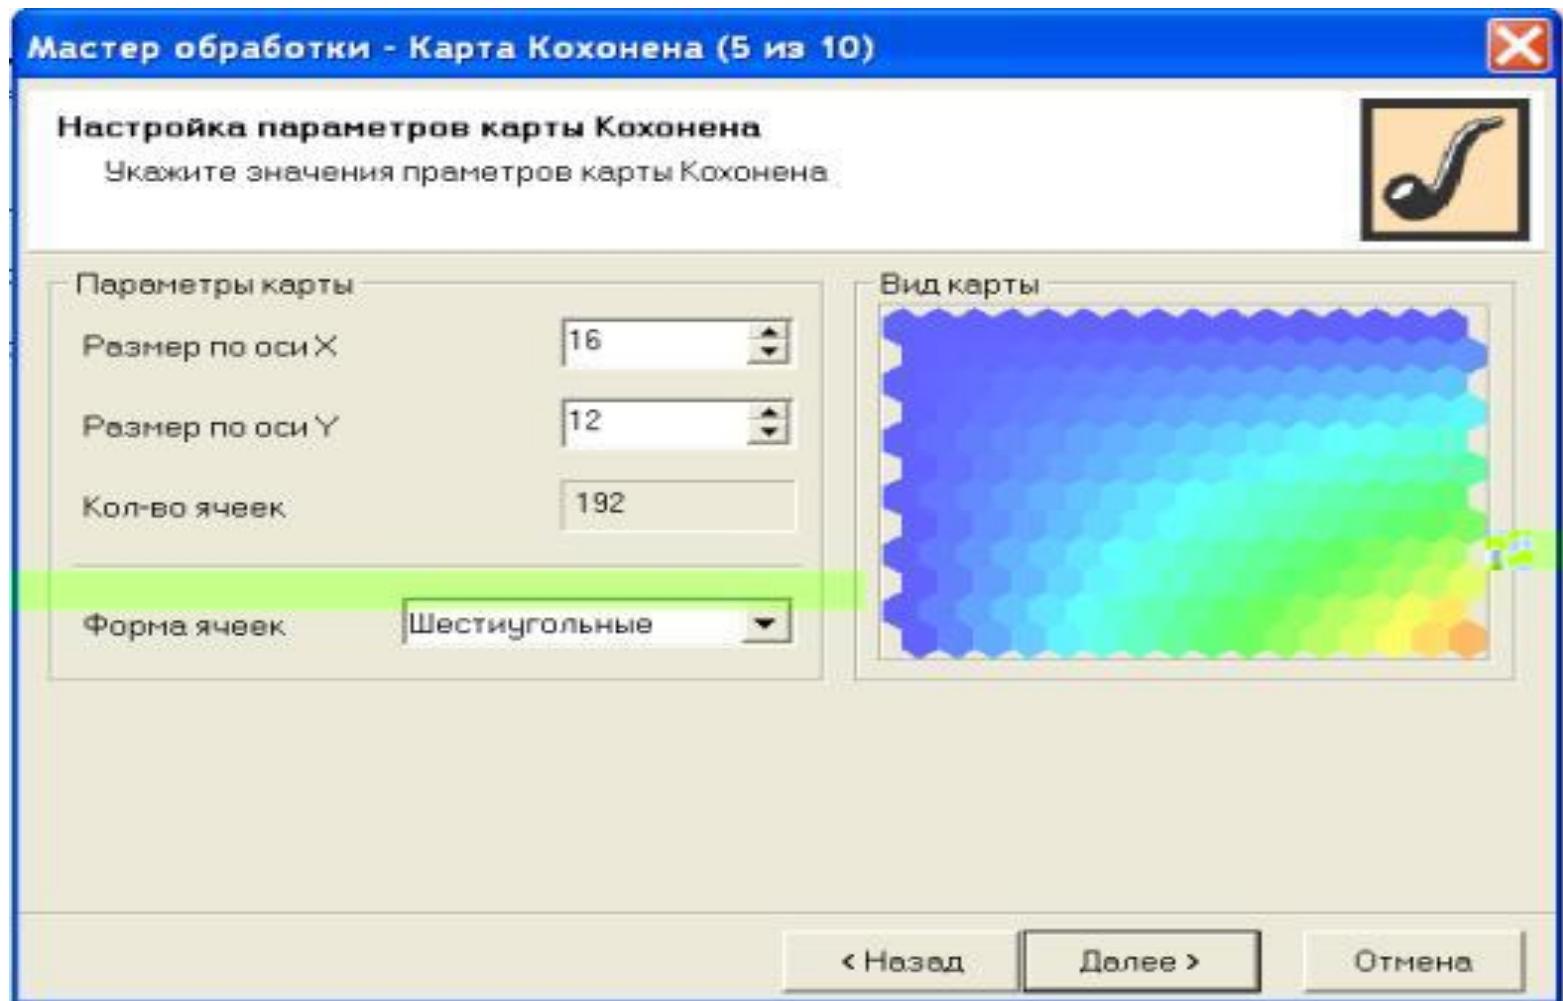 Мастер обработки - Карта Кохонена (5 из 10)
Настройка параметров карты Кохонена
Укажите значения праметров карты Кохонена
Параметры карты
Размер по оси X
16
Размер по оси Y
12
Кол-во ячеек
192
Форма ячеек
Шестиугольные
Вид карты
< Назад
Далее >
Отмена